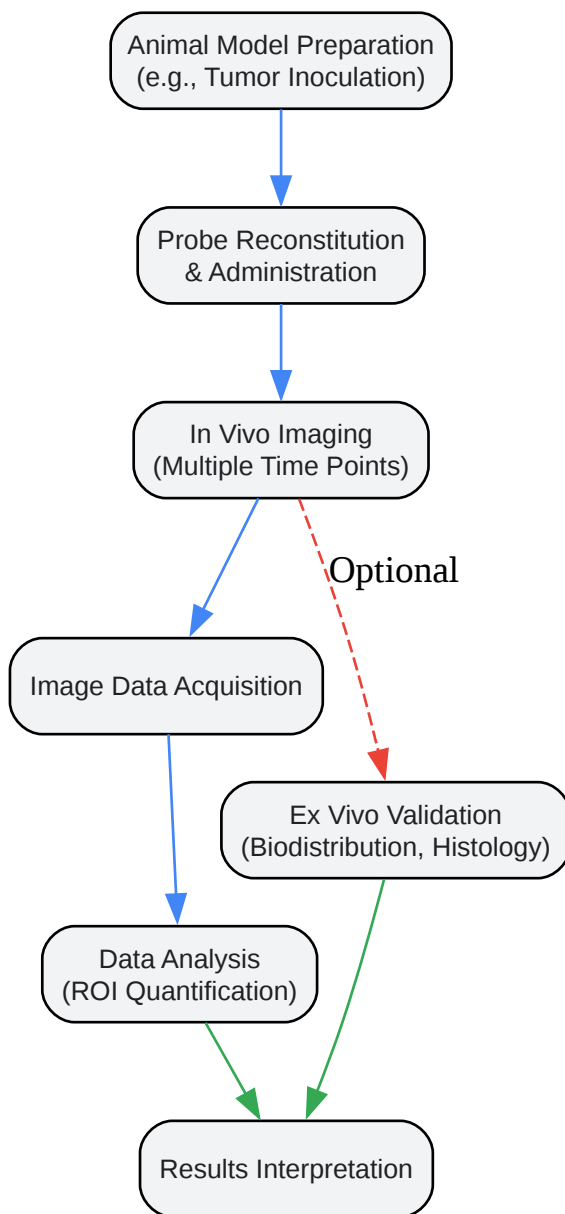 Animal Model Preparation
(e.g., Tumor Inoculation)
Probe Reconstitution
& Administration
In Vivo Imaging
(Multiple Time Points)
Optional
Image Data Acquisition
Ex Vivo Validation
(Biodistribution, Histology)
Data Analysis
(ROI Quantification)
Results Interpretation